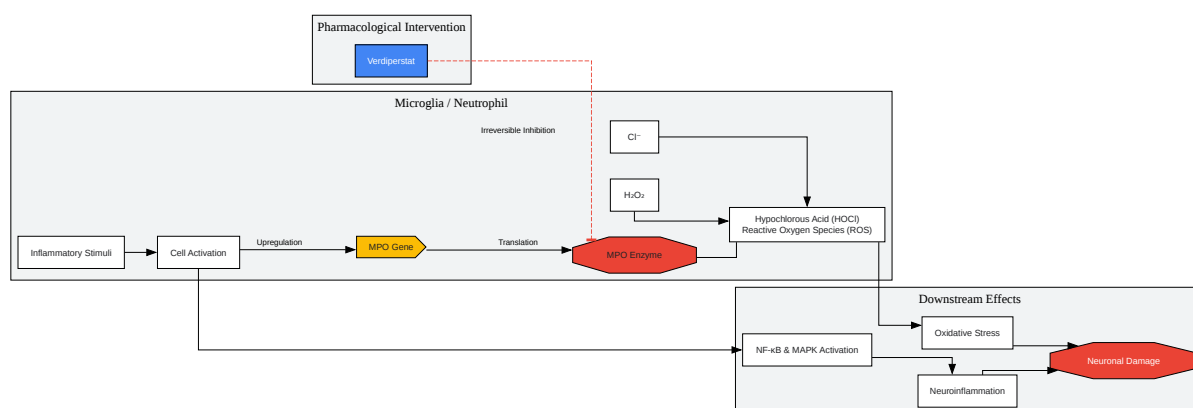 Pharmacological Intervention
Verdiperstat
Microglia / Neutrophil
Irreversible Inhibition
Cl⁻
H₂O₂
Hypochlorous Acid (HOCl)
Reactive Oxygen Species (ROS)
Inflammatory Stimuli
Cell Activation
Upregulation
MPO Gene
Translation
MPO Enzyme
Downstream Effects
Oxidative Stress
NF-κB & MAPK Activation
Neuronal Damage
Neuroinflammation